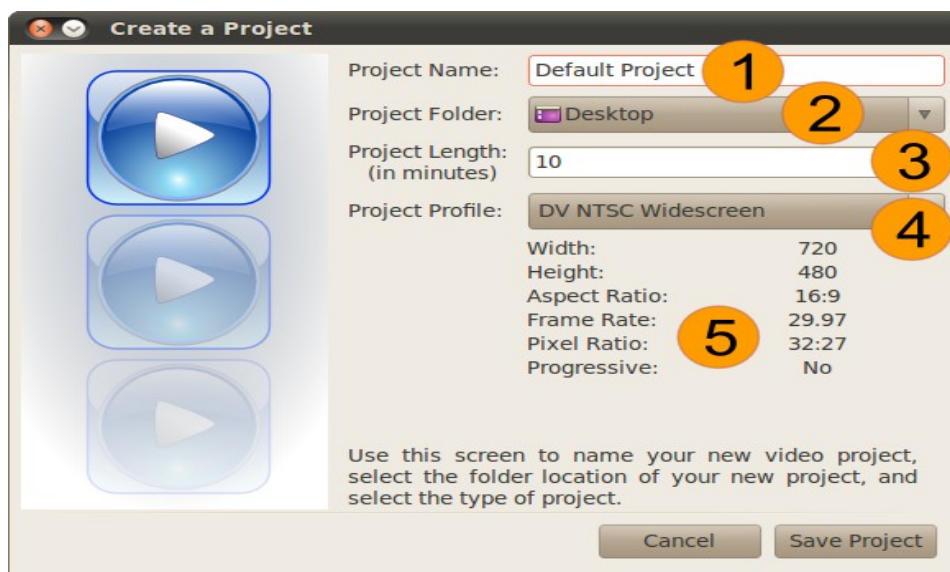 Create a Project
Project Name: Default Project 1
Project Folder: Desktop 2
Project Length:
(in minutes) 10 3
Project Profile: DV NTSC Widescreen 4
Width: 720
Height: 480
Aspect Ratio: 16:9
Frame Rate: 29.97
Pixel Ratio: 5 32:27
Progressive: No
Use this screen to name your new video project,
select the folder location of your new project, and
select the type of project.
Cancel Save Project